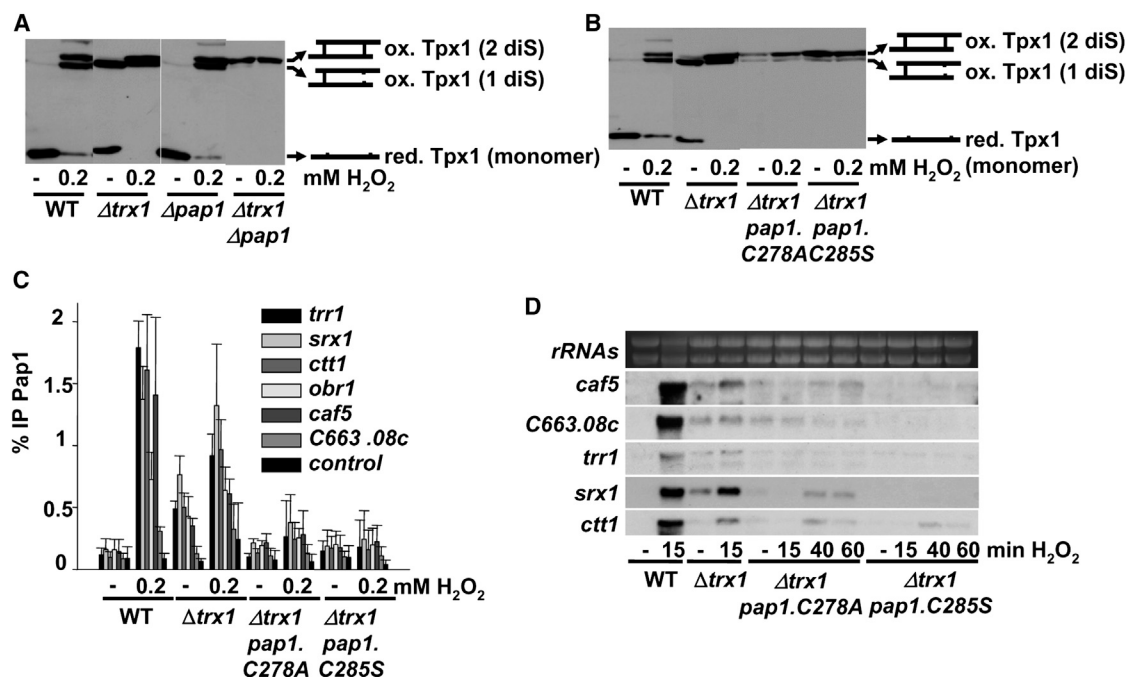 A
ox. Tpx1 (2 diS)
ox. Tpx1 (1 diS)
red. Tpx1 (monomer)
- 0.2 - 0.2 - 0.2 - 0.2 mM H₂O₂
WT Δtrx1 Δpap1 Δtrx1
Δpap1
B
ox. Tpx1 (2 diS)
ox. Tpx1 (1 diS)
red. Tpx1
(monomer)
- 0.2 - 0.2 - 0.2 - 0.2 mM H₂O₂
WT Δtrx1 Δtrx1 Δtrx1
pap1. pap1.
C278A C285S
C
% IP Pap1
2
1.5
1
0.5
0
trr1
srx1
ctt1
obr1
caf5
C663 .08c
control
- 0.2 - 0.2 - 0.2 - 0.2 mM H₂O₂
WT Δtrx1 Δtrx1 Δtrx1
pap1. pap1.
C278A C285S
D
rRNAs
caf5
C663.08c
trr1
srx1
ctt1
- 15 - 15 - 15 40 60 - 15 40 60 min H₂O₂
WT Δtrx1 Δtrx1 Δtrx1
pap1.C278A pap1.C285S